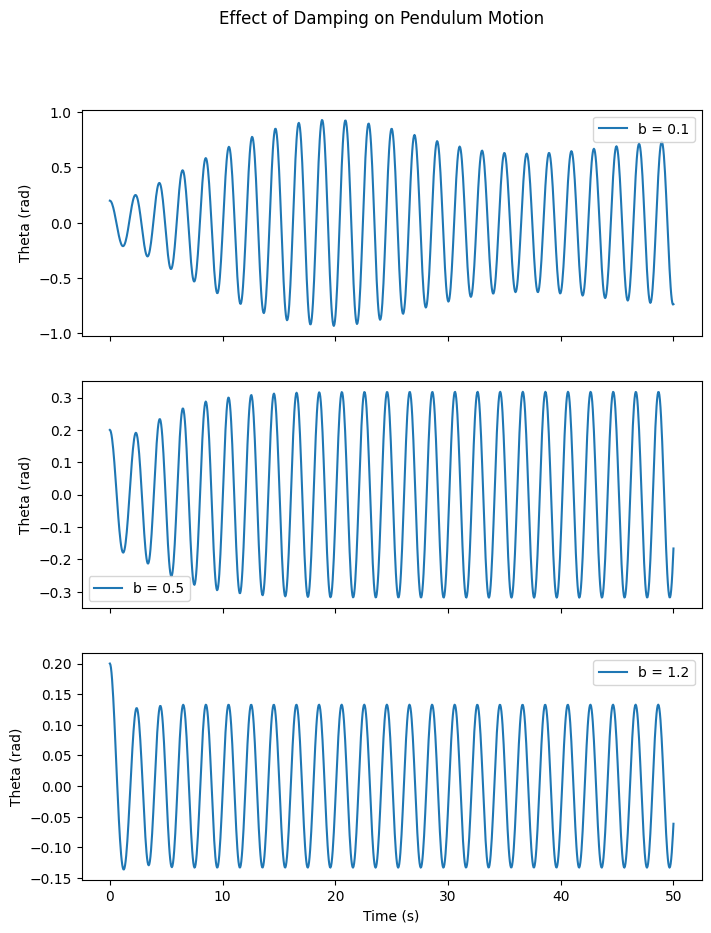 Effect of Damping on Pendulum Motion
1.0
0.5
0.0
−0.5
−1.0
Theta (rad)
b = 0.1
0.3
0.2
0.1
0.0
−0.1
−0.2
−0.3
Theta (rad)
b = 0.5
0.20
0.15
0.10
0.05
0.00
−0.05
−0.10
−0.15
Theta (rad)
b = 1.2
0 10 20 30 40 50
Time (s)